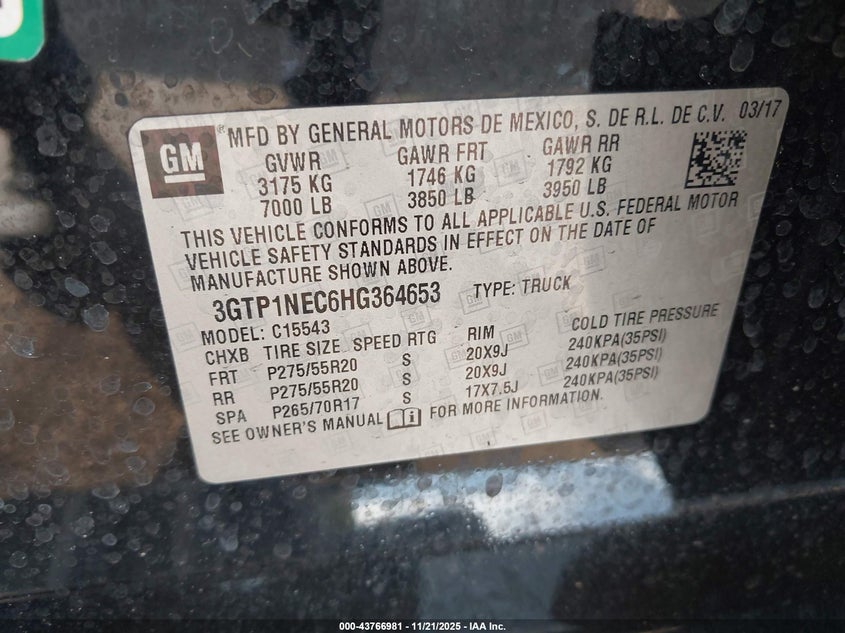 GM
® MFD BY GENERAL MOTORS DE MEXICO, S. DE R.L. DE C.V. 03/17
GVWR GAWR FRT GAWR RR
3175 KG 1746 KG 1792 KG
7000 LB 3850 LB 3950 LB
THIS VEHICLE CONFORMS TO ALL APPLICABLE U.S. FEDERAL MOTOR
VEHICLE SAFETY STANDARDS IN EFFECT ON THE DATE OF
MANUFACTURE SHOWN ABOVE.
3GTP1NEC6HG364653 TYPE: TRUCK
MODEL: C15543
CHXB TIRE SIZE SPEED RTG RIM COLD TIRE PRESSURE
FRT P275/55R20 S 20X9J 240KPA(35PSI)
RR P275/55R20 S 20X9J 240KPA(35PSI)
SPA P265/70R17 S 17X7.5J 240KPA(35PSI)
SEE OWNER'S MANUAL FOR MORE INFORMATION.
000-43766981 - 11/21/2025 - IAA Inc.